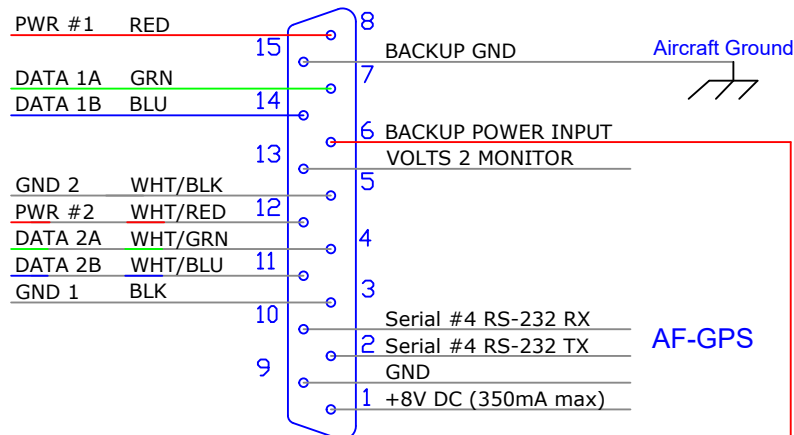 PWR #1 RED
8
15
BACKUP GND
Aircraft Ground
7
DATA 1A GRN
DATA 1B BLU
14
6 BACKUP POWER INPUT
13
VOLTS 2 MONITOR
5
GND 2 WHT/BLK
PWR #2 WHT/RED
12
DATA 2A WHT/GRN
4
DATA 2B WHT/BLU
11
GND 1 BLK
3
10
Serial #4 RS-232 RX
2 Serial #4 RS-232 TX
AF-GPS
9
GND
1 +8V DC (350mA max)